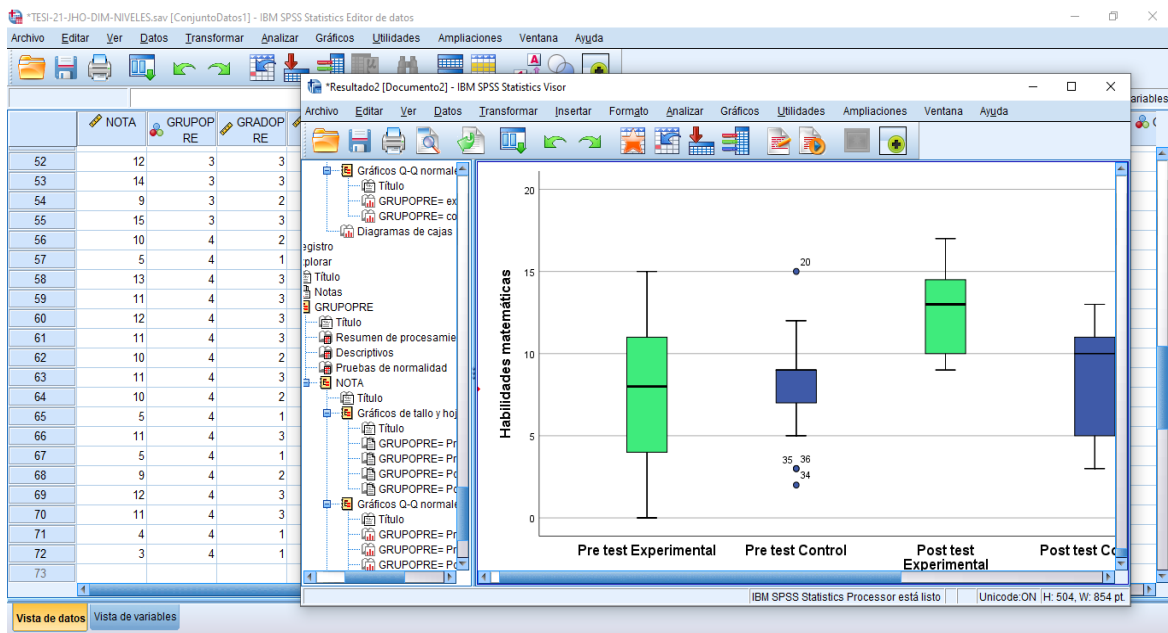 *TESI-21-JHO-DIM-NIVELES.sav [ConjuntoDatos1] - IBM SPSS Statistics Editor de datos
Archivo Editar Ver Datos Transformar Analizar Gráficos Utilidades Ampliaciones Ventana Ayuda
*Resultado2 [Documento2] - IBM SPSS Statistics Visor
Archivo Editar Ver Datos Transformar Insertar Formato Analizar Gráficos Utilidades Ampliaciones Ventana Ayuda
ariables
NOTA GRUPOP RE GRADOP RE
52 12 3 3
53 14 3 3
54 9 3 2
55 15 3 3
56 10 4 2
57 5 4 1
58 13 4 3
59 11 4 3
60 12 4 3
61 11 4 3
62 10 4 2
63 11 4 3
64 10 4 2
65 5 4 1
66 11 4 3
67 5 4 1
68 9 4 2
69 12 4 3
70 11 4 3
71 4 4 1
72 3 4 1
73
Gráficos Q-Q normale
Título
GRUPOPRE= ex
GRUPOPRE= co
Diagramas de cajas
egistro
plorar
Título
Notas
GRUPOPRE
Título
Resumen de procesamie
Descriptivos
Pruebas de normalidad
NOTA
Título
Gráficos de tallo y hoj
Título
GRUPOPRE= Pr
GRUPOPRE= Pr
GRUPOPRE= Po
GRUPOPRE= Po
Gráficos Q-Q normale
Título
GRUPOPRE= Pr
GRUPOPRE= Pr
GRUPOPRE= Po
Habilidades matemáticas
20
15
10
5
0
20
35 36
34
Pre test Experimental
Pre test Control
Post test
Experimental
Post test Co
IBM SPSS Statistics Processor está listo
Unicode:ON H: 504, W: 854 pt.
Vista de datos Vista de variables